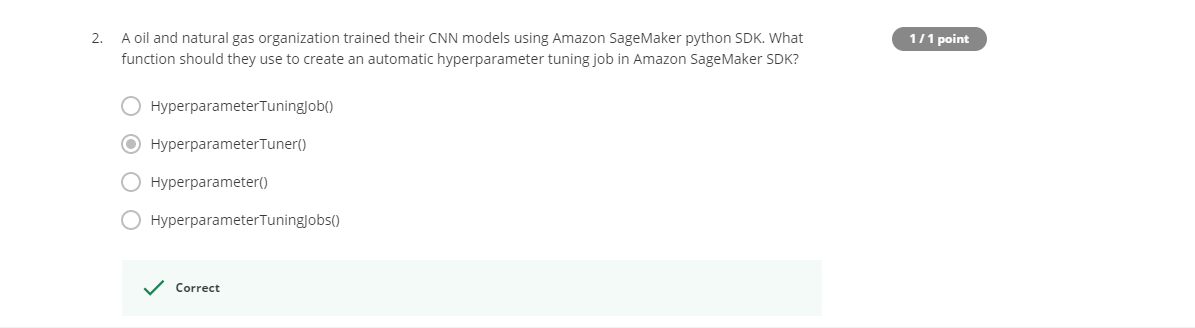 2. A oil and natural gas organization trained their CNN models using Amazon SageMaker python SDK. What
1 / 1 point
function should they use to create an automatic hyperparameter tuning job in Amazon SageMaker SDK?
HyperparameterTuningJob()
HyperparameterTuner()
Hyperparameter()
HyperparameterTuningJobs()
Correct